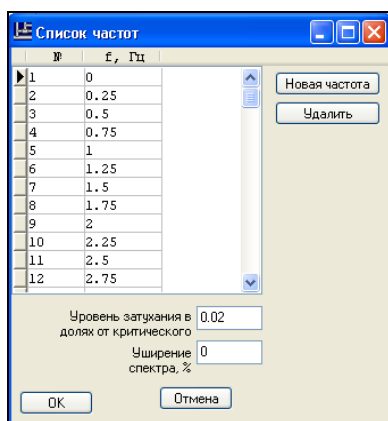 Список частот
№ f, Гц
1 0
2 0.25
3 0.5
4 0.75
5 1
6 1.25
7 1.5
8 1.75
9 2
10 2.25
11 2.5
12 2.75
Новая частота
Удалить
Уровень затухания в
долях от критического
0.02
Уширение
спектра, %
0
OK
Отмена